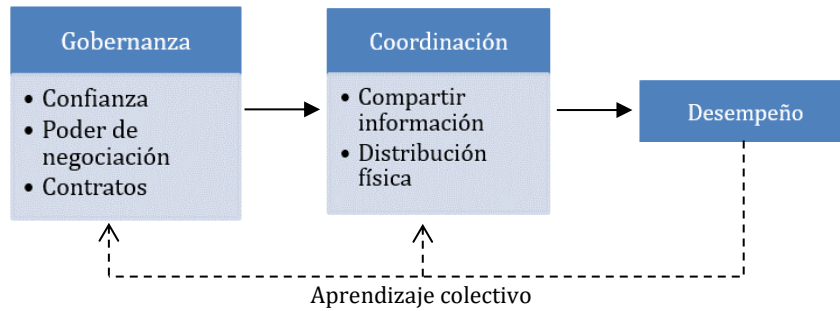 Gobernanza
• Confianza
• Poder de
negociación
• Contratos
Coordinación
• Compartir
información
• Distribución
física
Desempeño
Aprendizaje colectivo